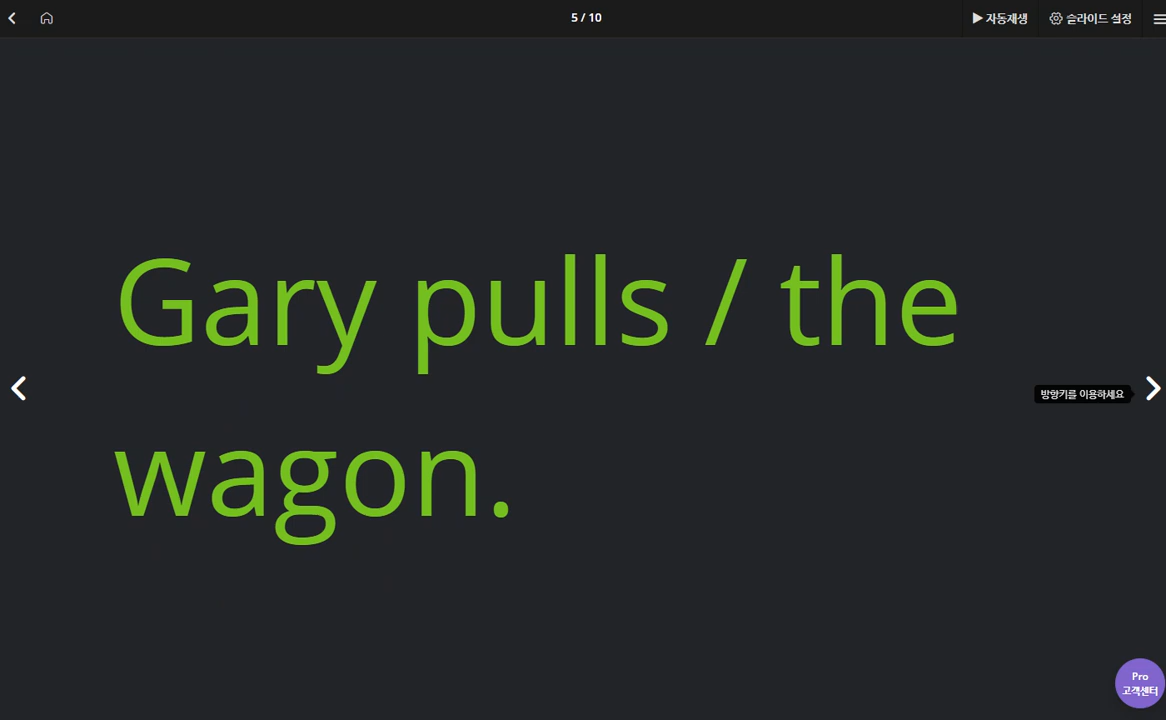 5 / 10
자동재생
슬라이드 설정
Gary pulls / the
wagon.
방향키를 이용하세요
Pro
고객센터